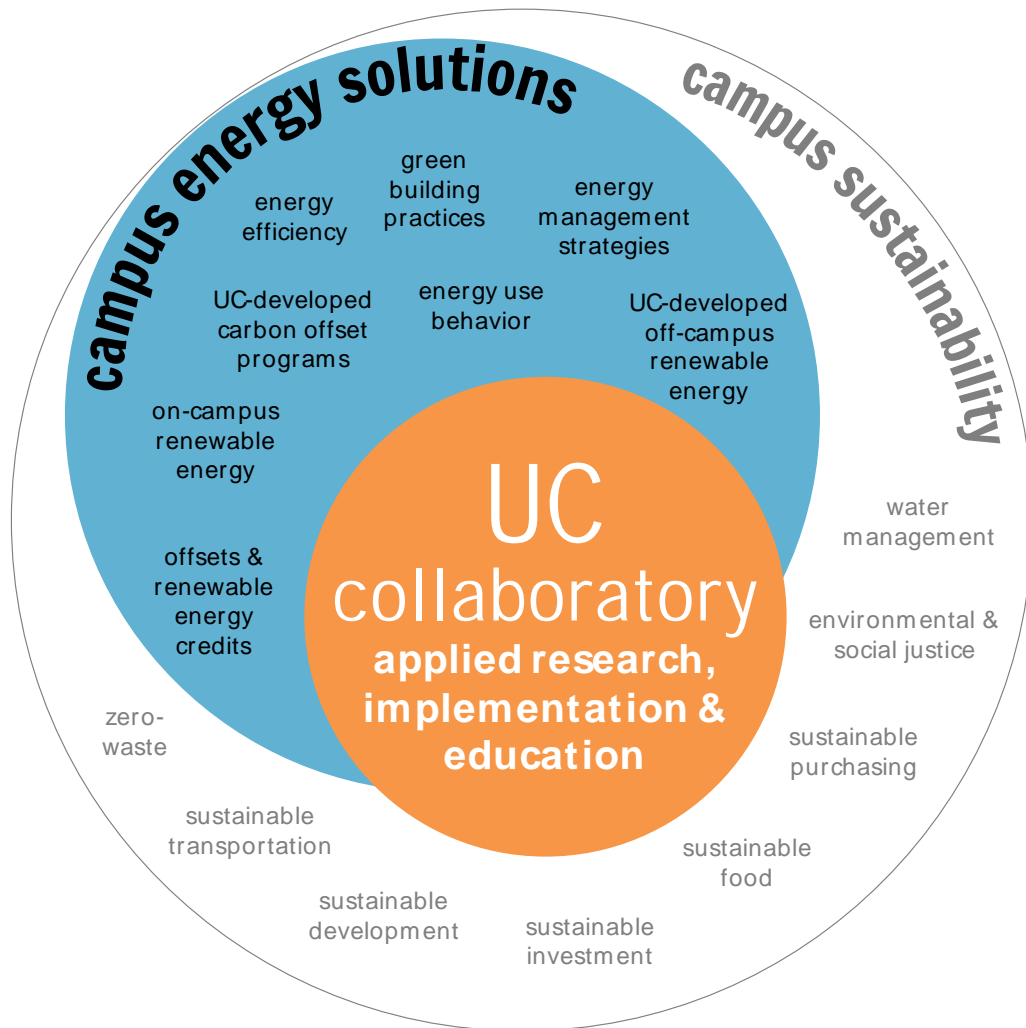 campus energy solutions
campus sustainability
green
building
practices
energy
efficiency
energy
management
strategies
UC-developed
carbon offset
programs
energy use
behavior
UC-developed
off-campus
renewable
energy
on-campus
renewable
energy
offsets &
renewable
energy
credits
UC
collaboratory
applied research,
implementation &
education
water
management
environmental &
social justice
sustainable
purchasing
sustainable
food
sustainable
investment
sustainable
development
sustainable
transportation
zero-
waste